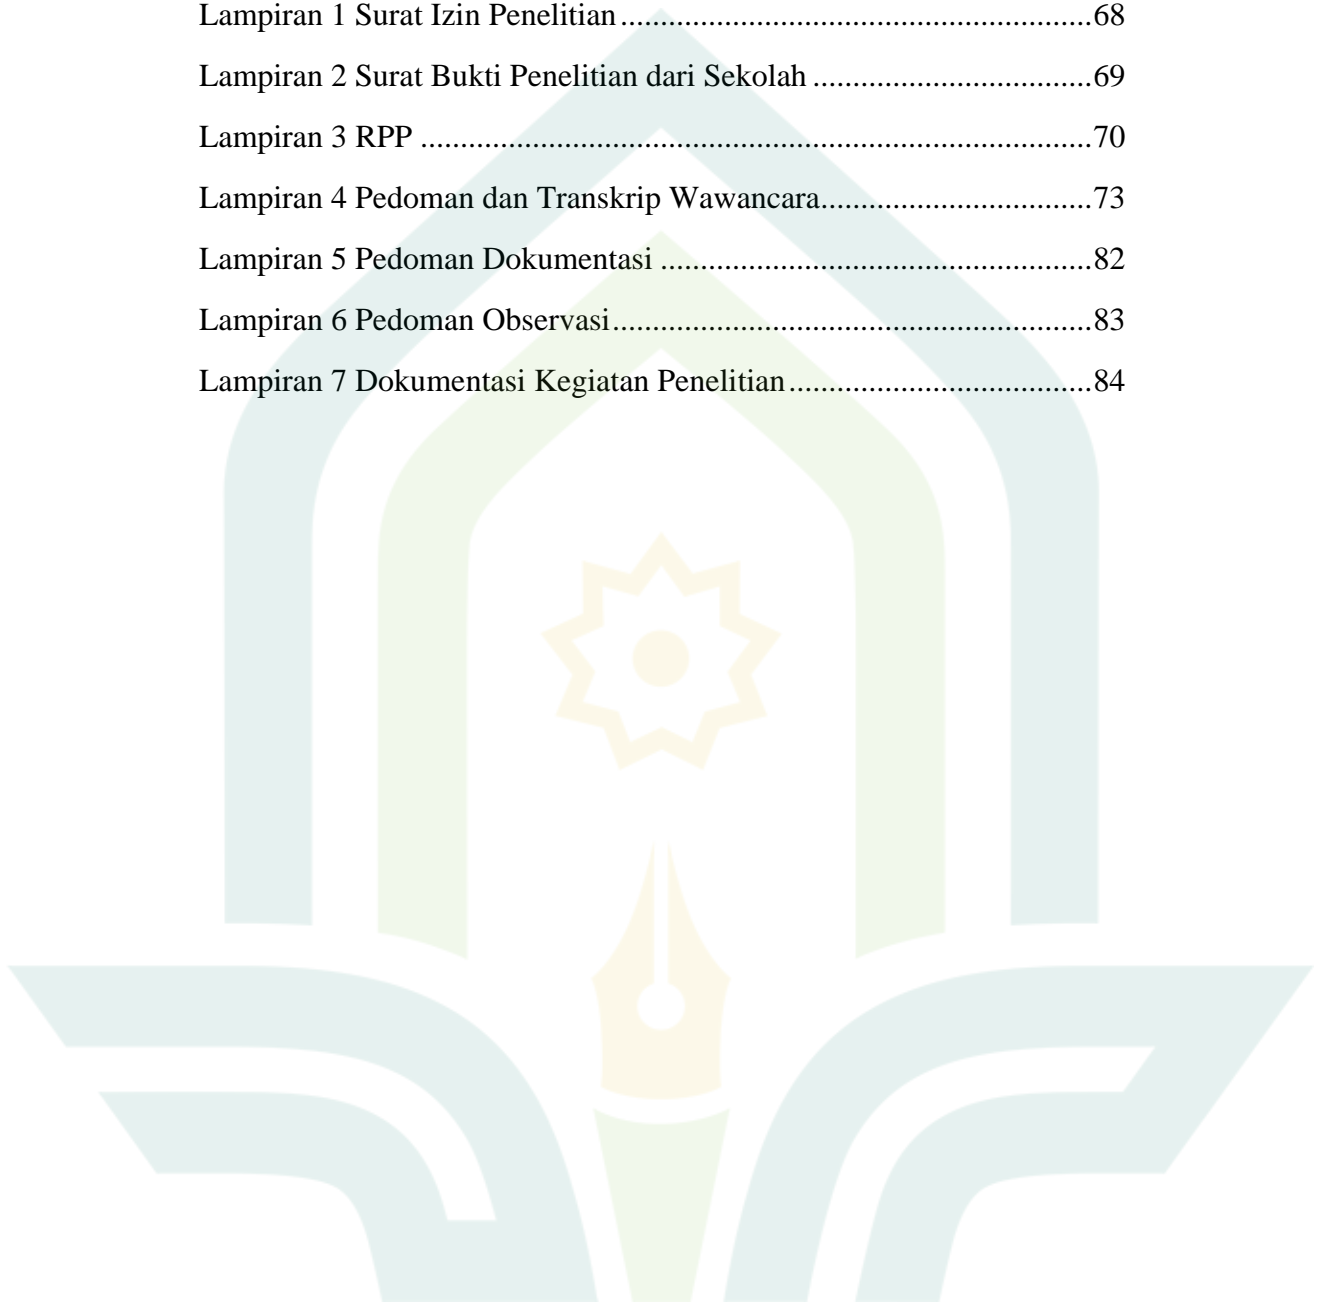 Lampiran 1 Surat Izin Penelitian...........................................................68
Lampiran 2 Surat Bukti Penelitian dari Sekolah ...................................69
Lampiran 3 RPP ....................................................................................70
Lampiran 4 Pedoman dan Transkrip Wawancara..................................73
Lampiran 5 Pedoman Dokumentasi ......................................................82
Lampiran 6 Pedoman Observasi............................................................83
Lampiran 7 Dokumentasi Kegiatan Penelitian......................................84